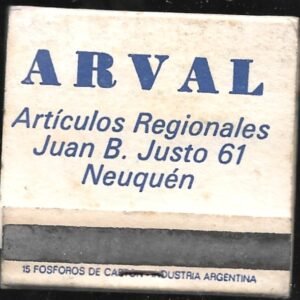 ARVAL
Artículos Regionales
Juan B. Justo 61
Neuquén
15 FOSFOROS DE CARTON - INDUSTRIA ARGENTINA